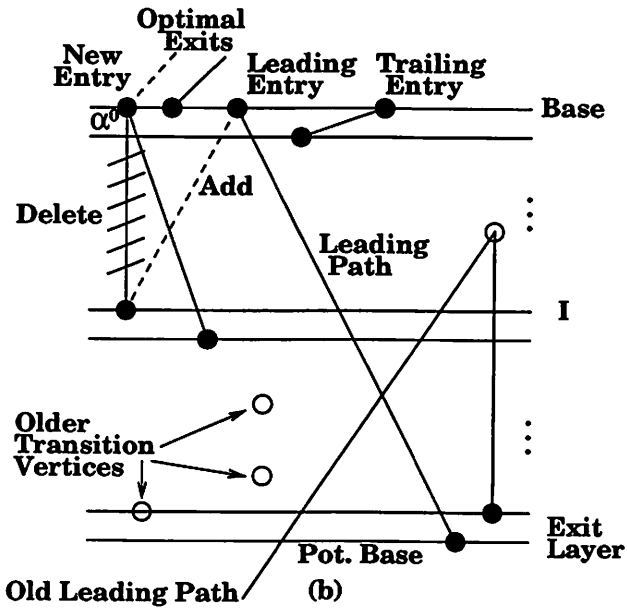 Optimal
Exits
New
Entry
Leading
Entry
Trailing
Entry
Base
α⁰
Add
Delete
Leading
Path
I
Older
Transition
Vertices
Exit
Layer
Pot. Base
Old Leading Path
(b)